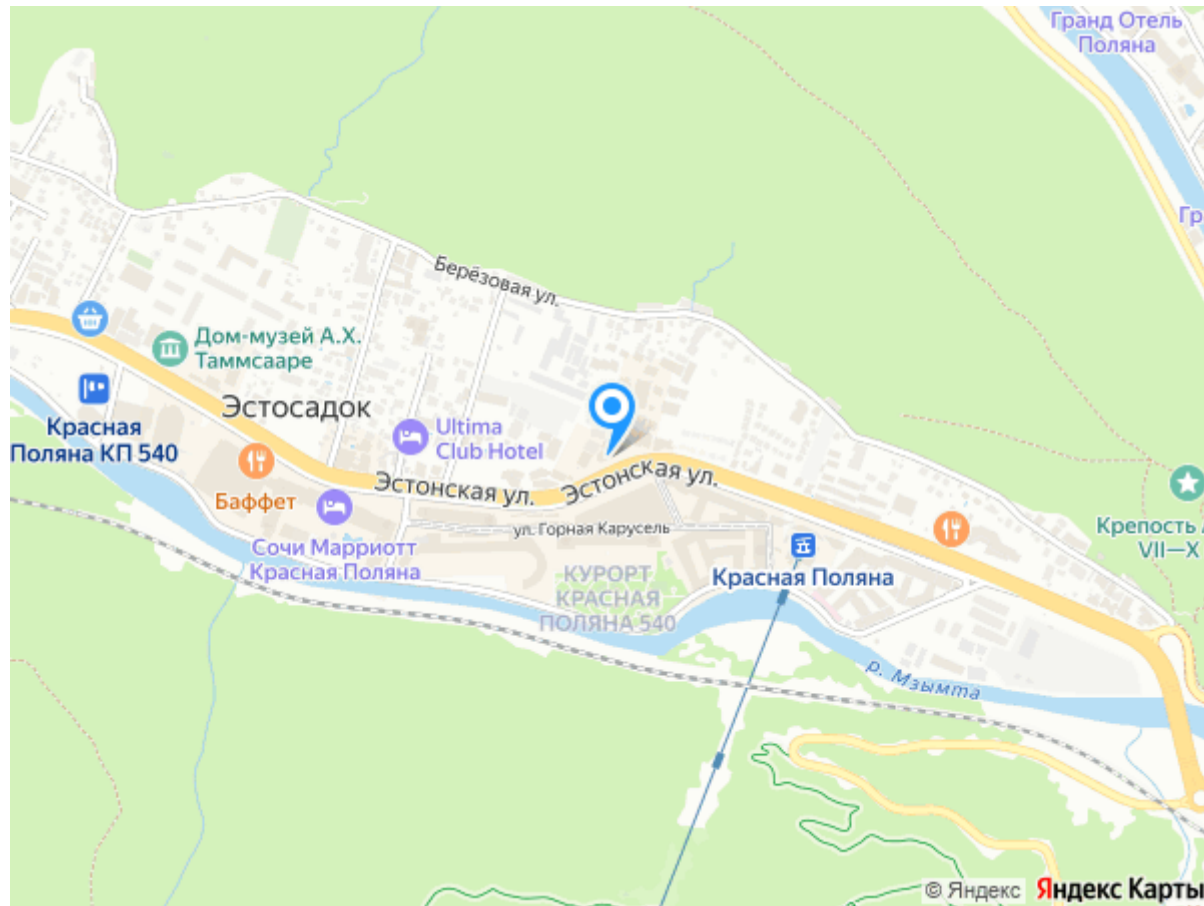 Гранд Отель
Поляна
Гр
Берёзовая ул.
Дом-музей А.Х.
Таммсааре
Эстосадок
Красная
Поляна КП 540
Ultima
Club Hotel
Баффет
Эстонская ул.
Эстонская ул.
Сочи Марриотт
Красная Поляна
ул. Горная Карусель
КУРОРТ
КРАСНАЯ
ПОЛЯНА 540
Красная Поляна
Крепость
VII—X
р. Мзымта
© Яндекс Яндекс Карты